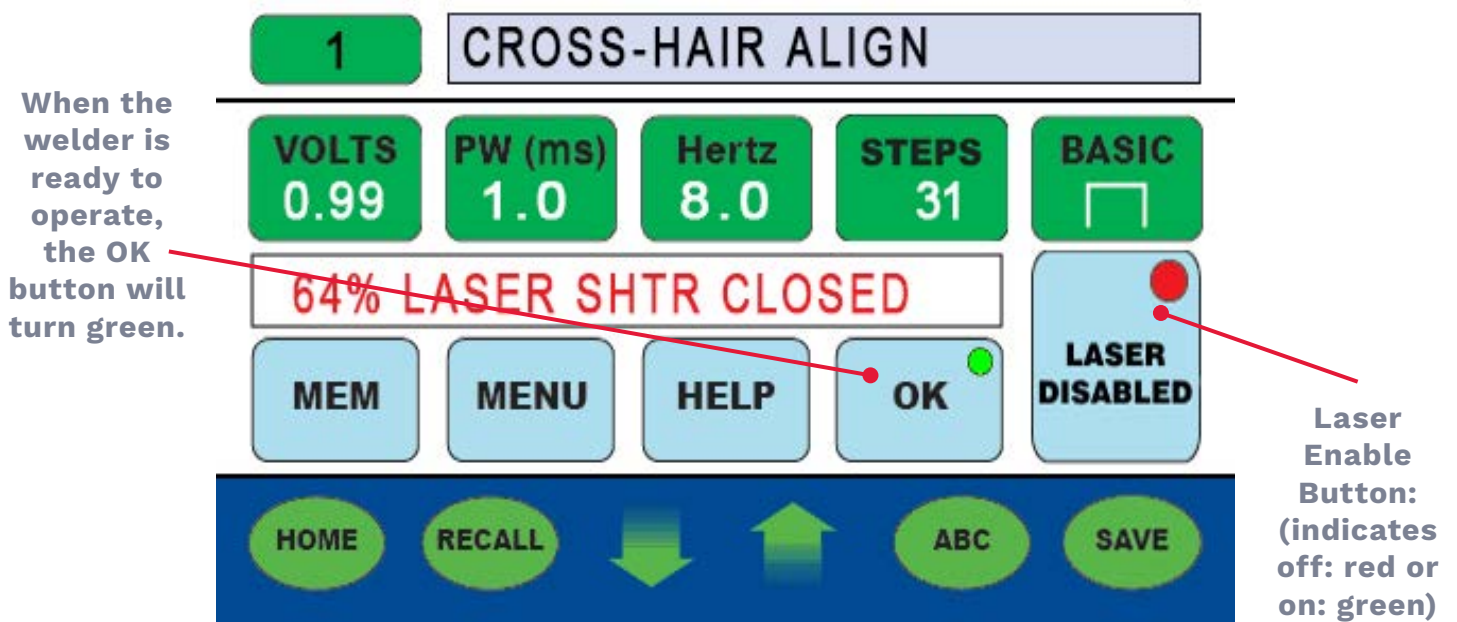 1
CROSS-HAIR ALIGN
When the
welder is
ready to
operate,
the OK
button will
turn green.
VOLTS
0.99
PW (ms)
1.0
Hertz
8.0
STEPS
31
BASIC
64% LASER SHTR CLOSED
LASER
DISABLED
MEM
MENU
HELP
OK
Laser
Enable
Button:
(indicates
off: red or
on: green)
HOME
RECALL
ABC
SAVE